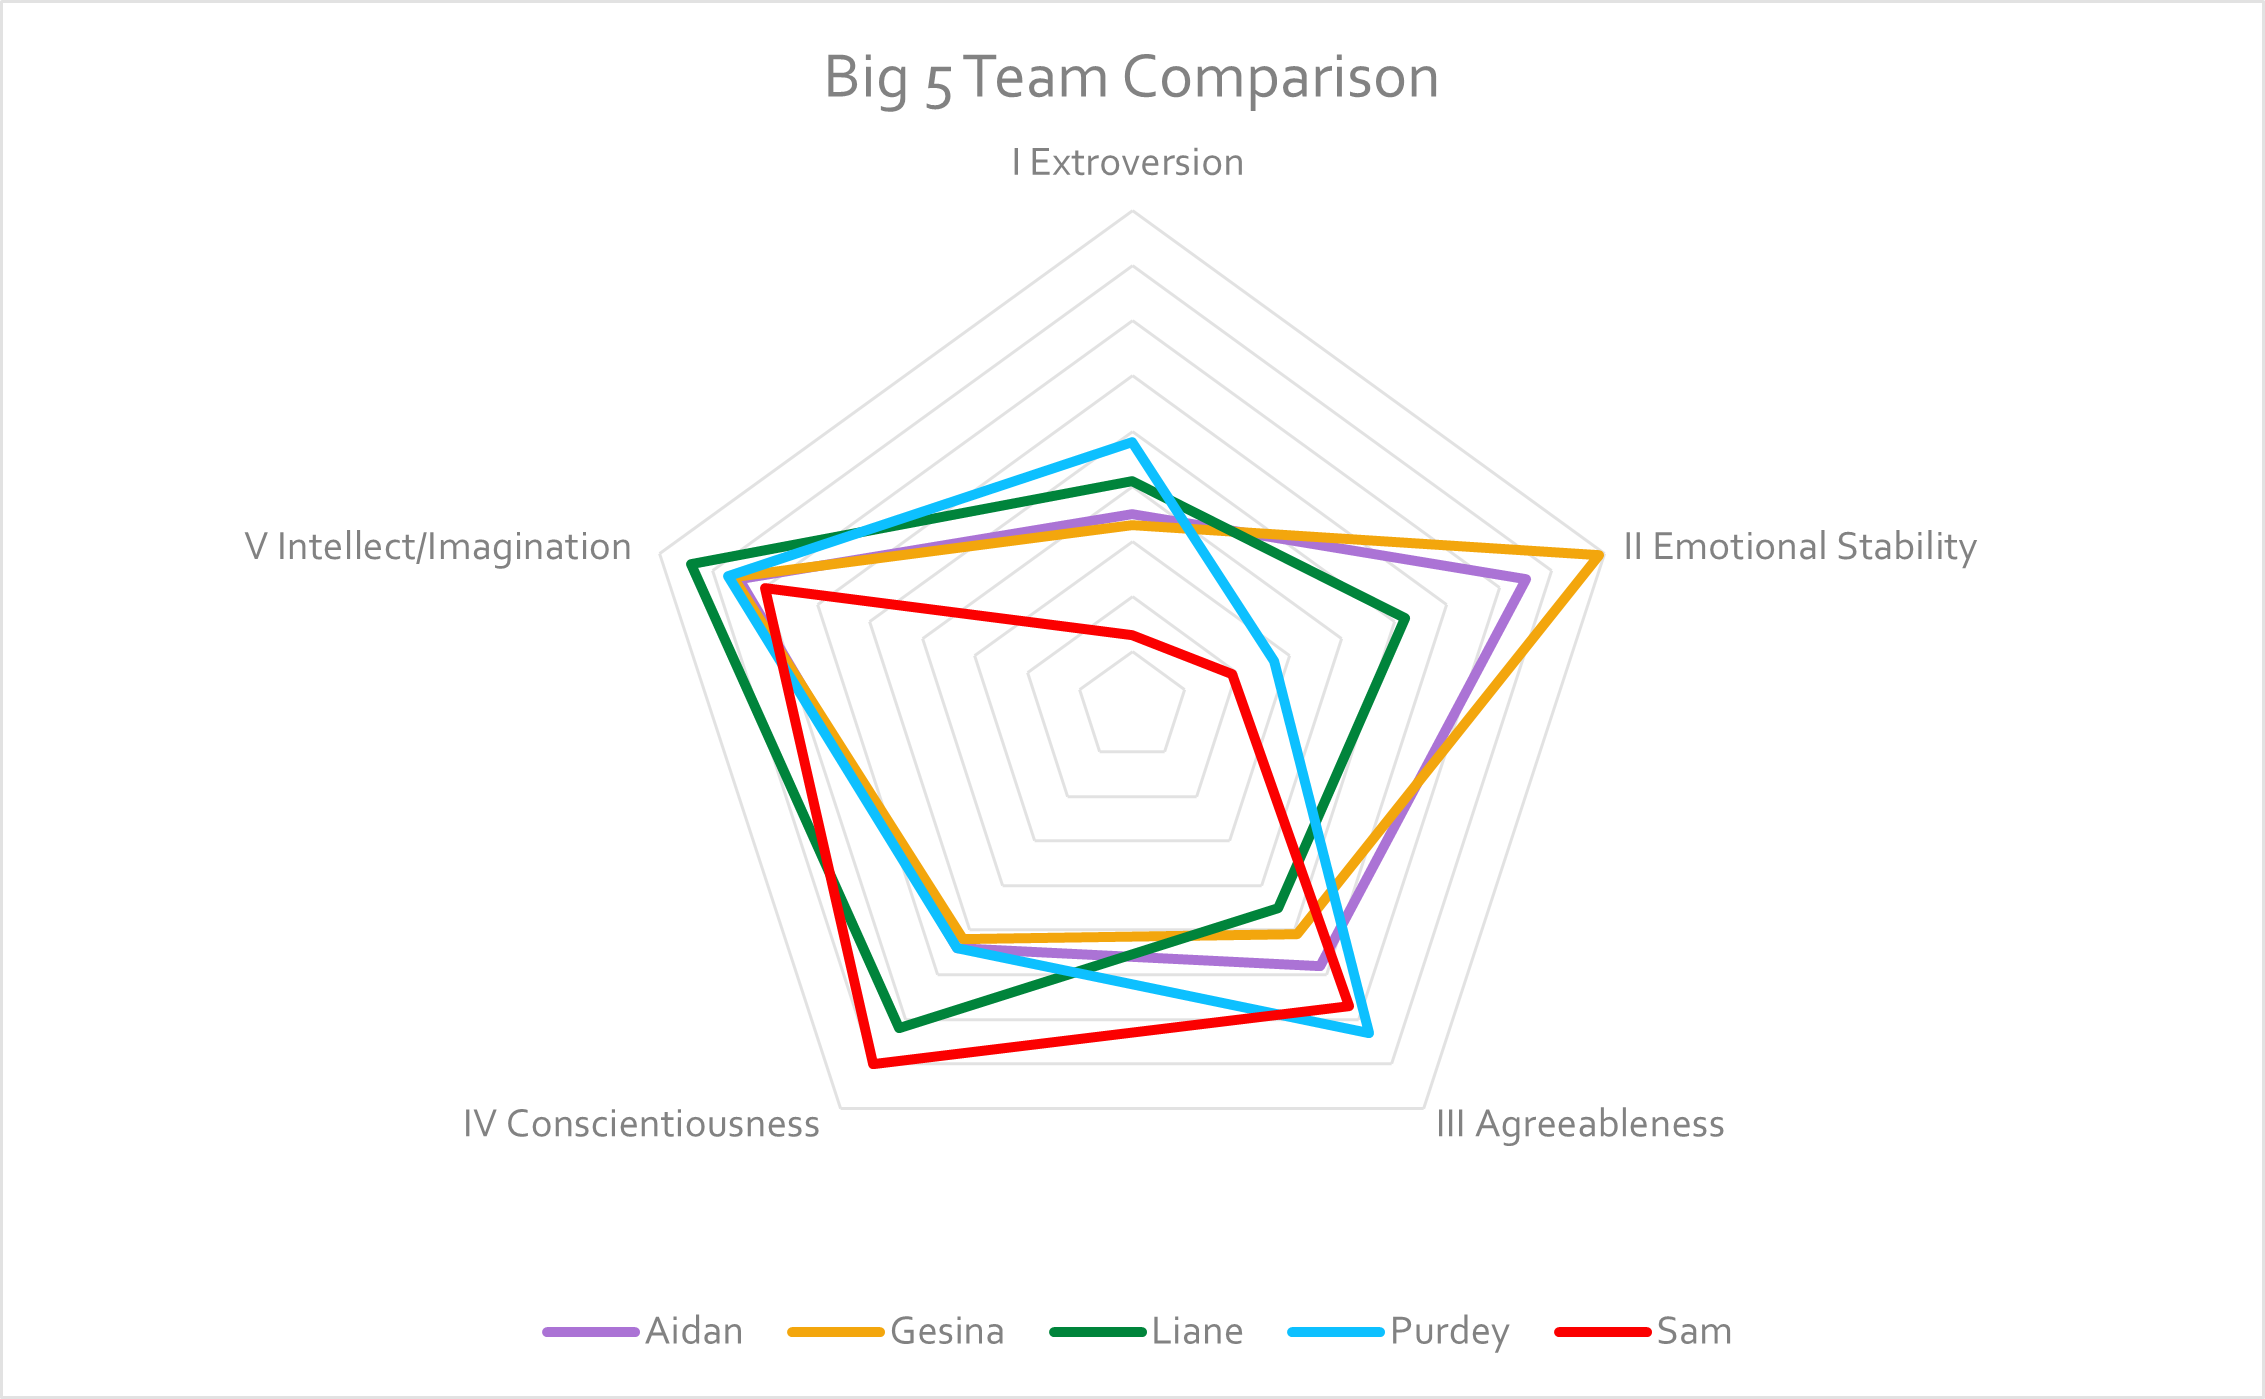 Big 5 Team Comparison
I Extroversion
II Emotional Stability
V Intellect/Imagination
IV Conscientiousness
III Agreeableness
Aidan Gesina Liane Purdey Sam